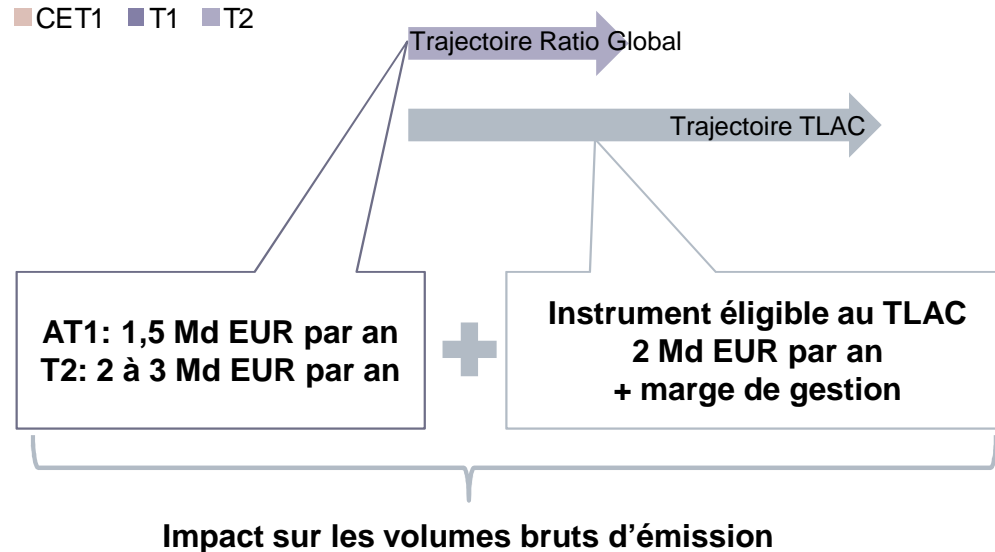 CET1 T1 T2
Trajectoire Ratio Global
Trajectoire TLAC
AT1: 1,5 Md EUR par an
T2: 2 à 3 Md EUR par an
Instrument éligible au TLAC
2 Md EUR par an
+ marge de gestion
Impact sur les volumes bruts d’émission